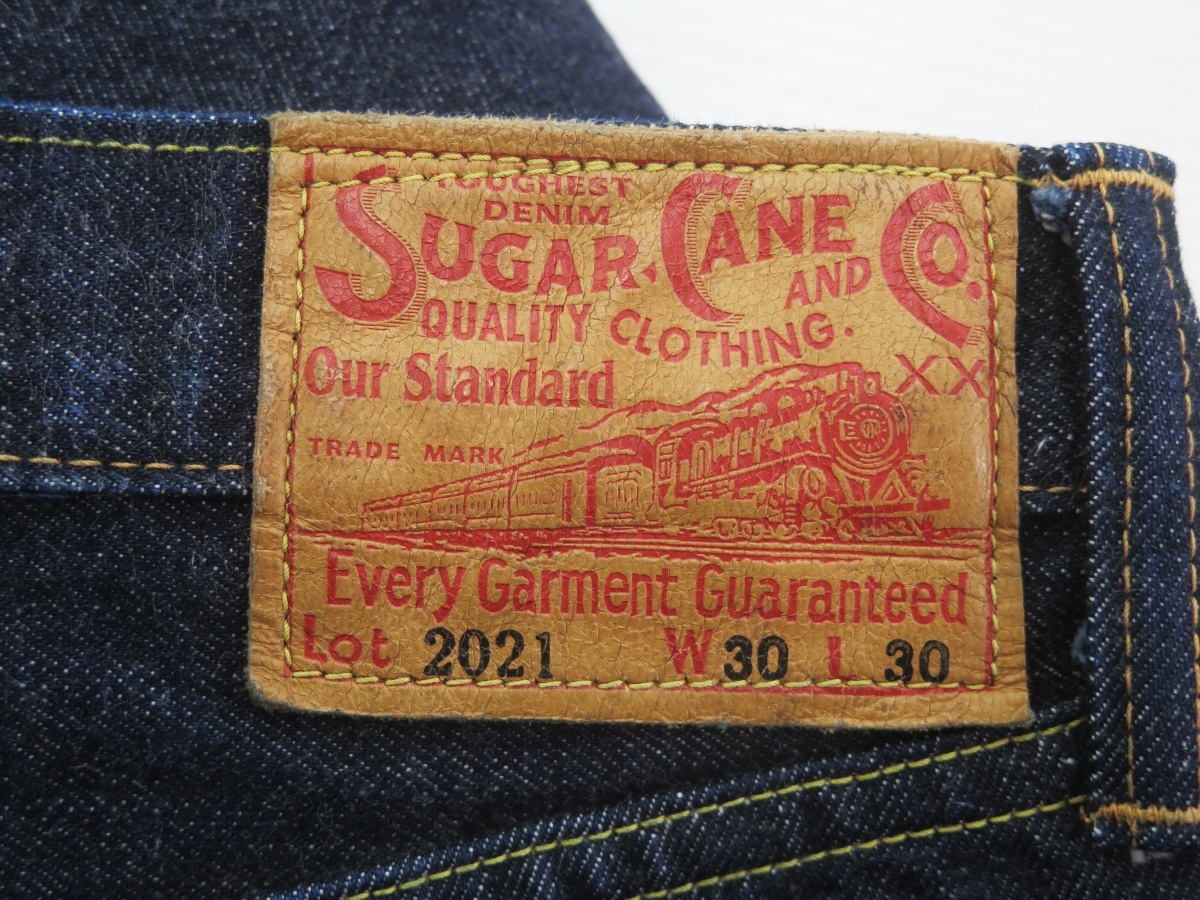 TOUGHEST
DENIM
SUGAR CANE CO.
AND
QUALITY CLOTHING.
Our Standard
XX
TRADE MARK
Every Garment Guaranteed
Lot 2021 W 30 L 30